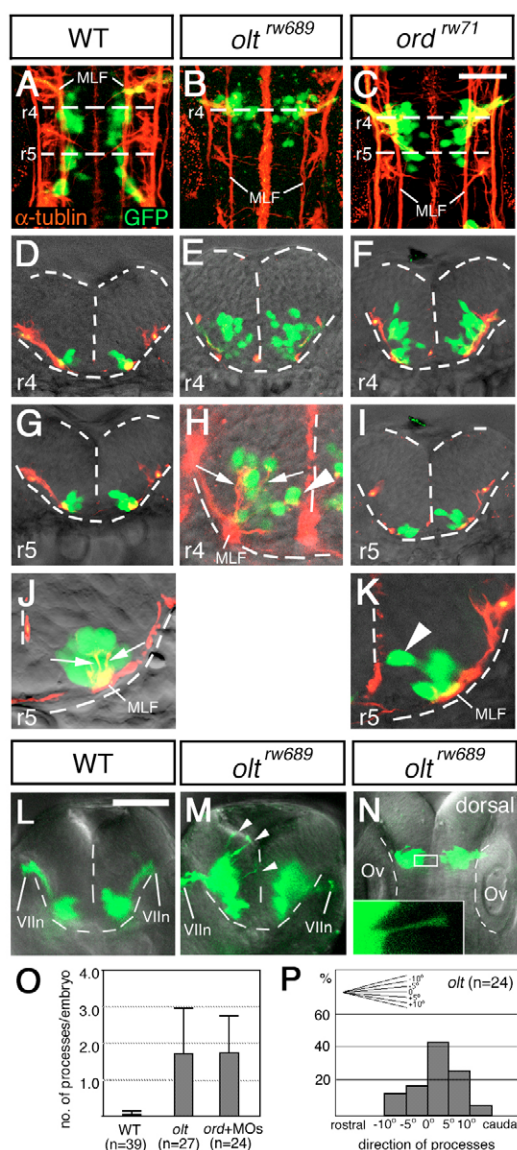 WT
olt rw689
ord rw71
A
MLF
r4
r5
α-tublin
GFP
B
r4
MLF
C
r4
r5
MLF
D
r4
E
r4
F
r4
G
r5
H
r4
MLF
I
r5
J
r5
MLF
K
r5
MLF
WT
olt rw689
olt rw689
L
VIIn
VIIn
M
VIIn
N
dorsal
Ov
Ov
O
no. of processes/embryo
4.0
3.0
2.0
1.0
WT
(n=39)
olt
(n=27)
ord+MOs
(n=24)
P
%
60
40
20
-10°
-5°
0°
+5°
+10°
olt (n=24)
rostral
-10°
-5°
0°
5°
10°
cauda
direction of processes